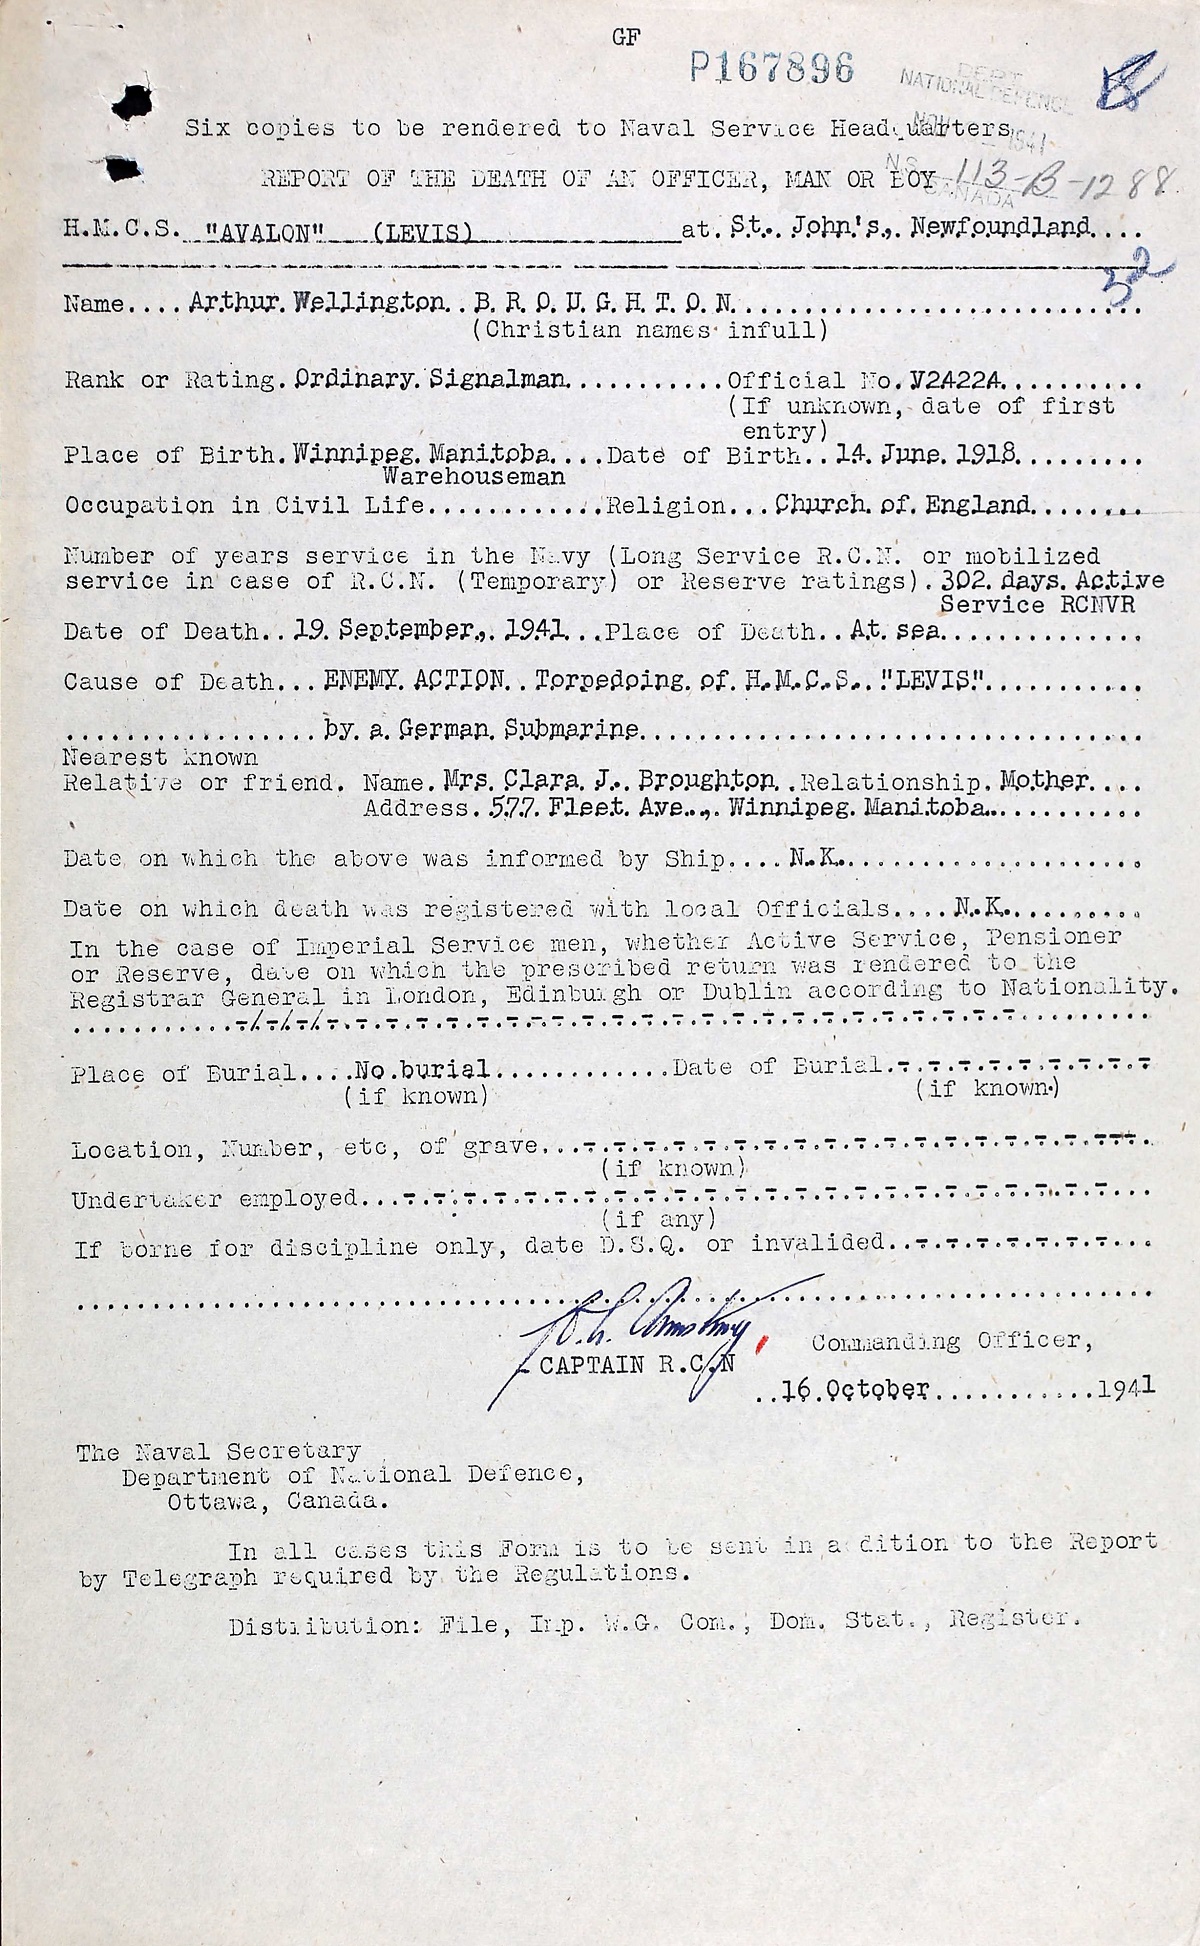 GF
P167896
DEPT
NATIONAL DEFENCE
NOV 1941
N.S. 113-B-1288
CANADA
Six copies to be rendered to Naval Service Headquarters
REPORT OF THE DEATH OF AN OFFICER, MAN OR BOY
H.M.C.S. "AVALON" (LEVIS) at. St. John's, Newfoundland....
32
Name.... Arthur Wellington B.R.O.U.G.H.T.O.N...........................
(Christian names infull)
Rank or Rating. Ordinary Signalman...........Official No. V24224..........
(If unknown, date of first
entry)
Place of Birth. Winnipeg. Manitoba....Date of Birth.. 14. June. 1918.........
Warehouseman
Occupation in Civil Life............Religion... Church. of. England........
Number of years service in the Navy (Long Service R.C.N. or mobilized
service in case of R.C.N. (Temporary) or Reserve ratings). 302. days. Active
Service RCNVR
Date of Death.. 19. September, 1941...Place of Death.. At. sea..............
Cause of Death... ENEMY. ACTION. Torpedoing. of. H.M.C.S. "LEVIS"...........
.................by. a. German. Submarine..................................
Nearest known
Relative or friend. Name. Mrs. Clara. J. Broughton .Relationship. Mother....
Address. 577. Fleet. Ave., Winnipeg. Manitoba...........
Date on which the above was informed by Ship.... N.K.....................
Date on which death was registered with local Officials.... N.K..........
In the case of Imperial Service men, whether Active Service, Pensioner
or Reserve, date on which the prescribed return was rendered to the
Registrar General in London, Edinburgh or Dublin according to Nationality.
...........-/-/-/-.-.-.-.-.-.-.-.-.-.-.-.-.-.-.-.-.-.-.-.-.........
Place of Burial....No.burial............Date of Burial.-.-.-.-.-.-.-.-.-
(if known) (if known)
Location, Number, etc, of grave...-.-.-.-.-.-.-.-.-.-.-.-.-.-.-.-.-.---.
(if known)
Undertaker employed...-.-.-.-.-.-.-.-.-.-.-.-.-.-.-.-.-.-.-.-.-.-.-.-...
(if any)
If borne for discipline only, date D.S.Q. or invalided..-.-.-.-.-.-.-...
........................................................................
Commanding Officer,
CAPTAIN R.C.N
..16.October...........1941
The Naval Secretary
Department of National Defence,
Ottawa, Canada.
In all cases this Form is to be sent in addition to the Report
by Telegraph required by the Regulations.
Distribution: File, Imp. W.G. Com., Dom. Stat., Register.